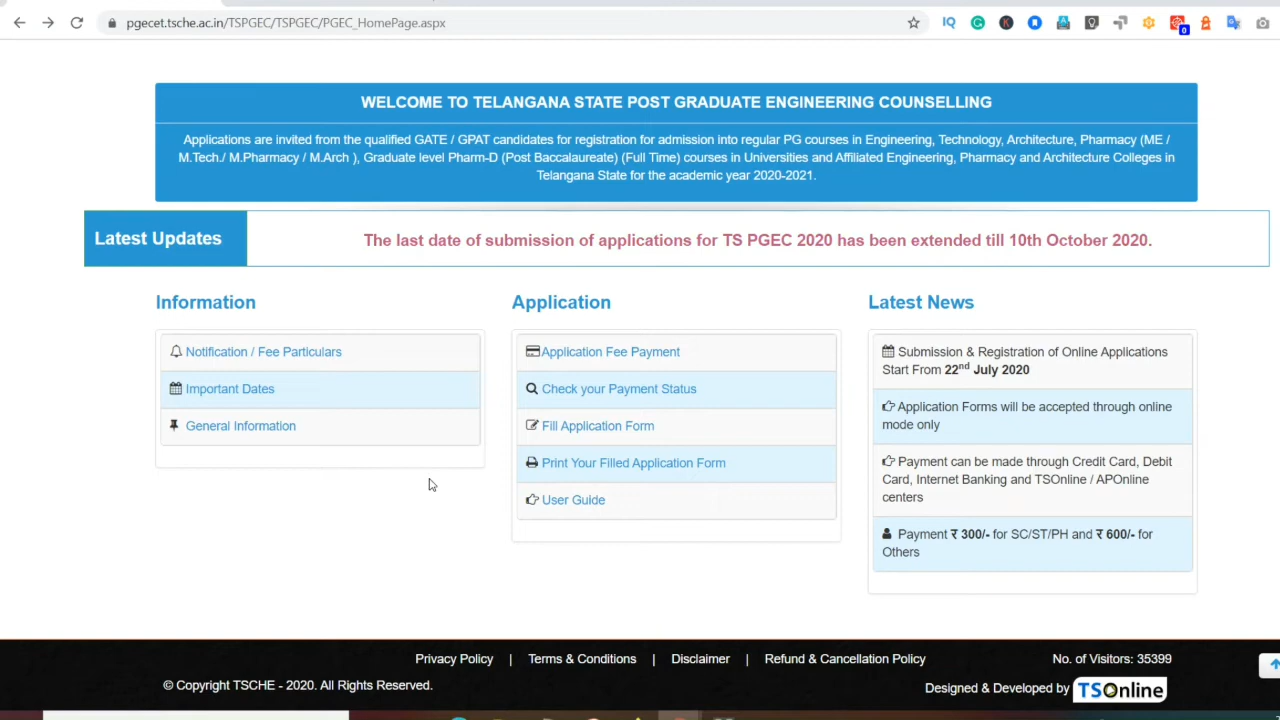 pgecet.tsche.ac.in/TSPGEC/TSPGEC/PGEC_HomePage.aspx
IQ
0
WELCOME TO TELANGANA STATE POST GRADUATE ENGINEERING COUNSELLING
Applications are invited from the qualified GATE / GPAT candidates for registration for admission into regular PG courses in Engineering, Technology, Architecture, Pharmacy (ME /
M.Tech./ M.Pharmacy / M.Arch ), Graduate level Pharm-D (Post Baccalaureate) (Full Time) courses in Universities and Affiliated Engineering, Pharmacy and Architecture Colleges in
Telangana State for the academic year 2020-2021.
Latest Updates
The last date of submission of applications for TS PGEC 2020 has been extended till 10th October 2020.
Information
Notification / Fee Particulars
Important Dates
General Information
Application
Application Fee Payment
Check your Payment Status
Fill Application Form
Print Your Filled Application Form
User Guide
Latest News
Submission & Registration of Online Applications
Start From 22nd July 2020
Application Forms will be accepted through online
mode only
Payment can be made through Credit Card, Debit
Card, Internet Banking and TSOnline / APOnline
centers
Payment ₹ 300/- for SC/ST/PH and ₹ 600/- for
Others
Privacy Policy | Terms & Conditions | Disclaimer | Refund & Cancellation Policy
No. of Visitors: 35399
© Copyright TSCHE - 2020. All Rights Reserved.
Designed & Developed by TSOnline